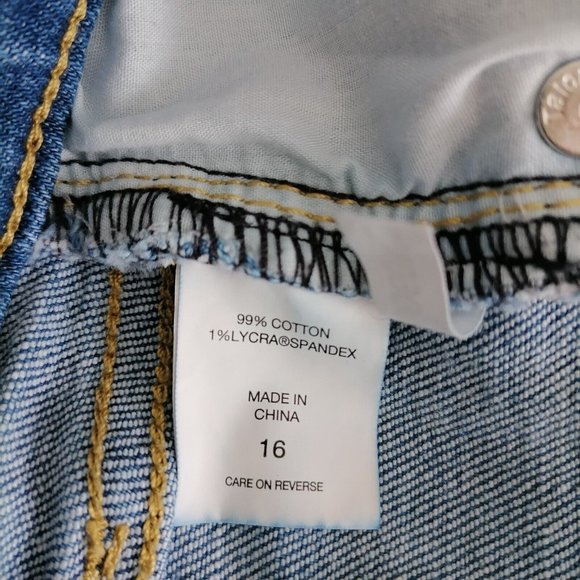 99% COTTON
1%LYCRA®SPANDEX
MADE IN
CHINA
16
CARE ON REVERSE